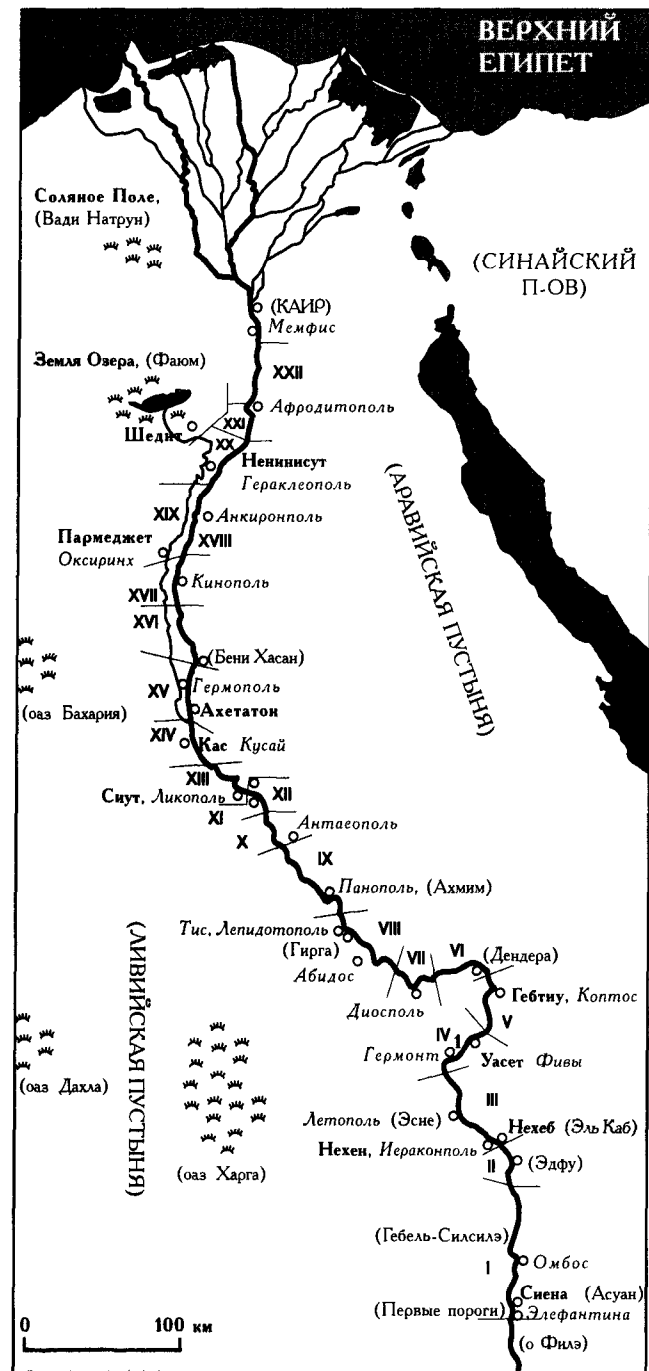 ВЕРХНИЙ
ЕГИПЕТ
Соляное Поле,
(Вади Натрун)
(СИНАЙСКИЙ
П-ОВ)
(КАИР)
Мемфис
XXII
Земля Озера, (Фаюм)
Афродитополь
XXI
Шедит
XX
Ненинисут
Гераклеополь
(АРАВИЙСКАЯ ПУСТЫНЯ)
XIX
Анкиронполь
XVIII
Пармеджет
Оксиринх
Кинополь
XVII
XVI
(Бени Хасан)
XV
Гермополь
(оаз Бахария)
Ахетатон
XIV
Кас Кусай
XIII
XII
Сиут, Ликополь
XI
Антаеополь
X
IX
Панополь, (Ахмим)
(ЛИВИЙСКАЯ ПУСТЫНЯ)
Тис, Лепидотополь
VIII
(Гирга)
VII
VI
(Дендера)
Абидос
Диосполь
Гебтиу, Коптос
V
IV
1
Гермонт
Уасет Фивы
(оаз Дахла)
III
Летополь (Эсне)
Нехеб (Эль Каб)
Нехен, Иераконполь
II
(Эдфу)
(оаз Харга)
(Гебель-Силсилэ)
I
Омбос
Сиена (Асуан)
(Первые пороги)
Элефантина
0 100 км
(о Филэ)